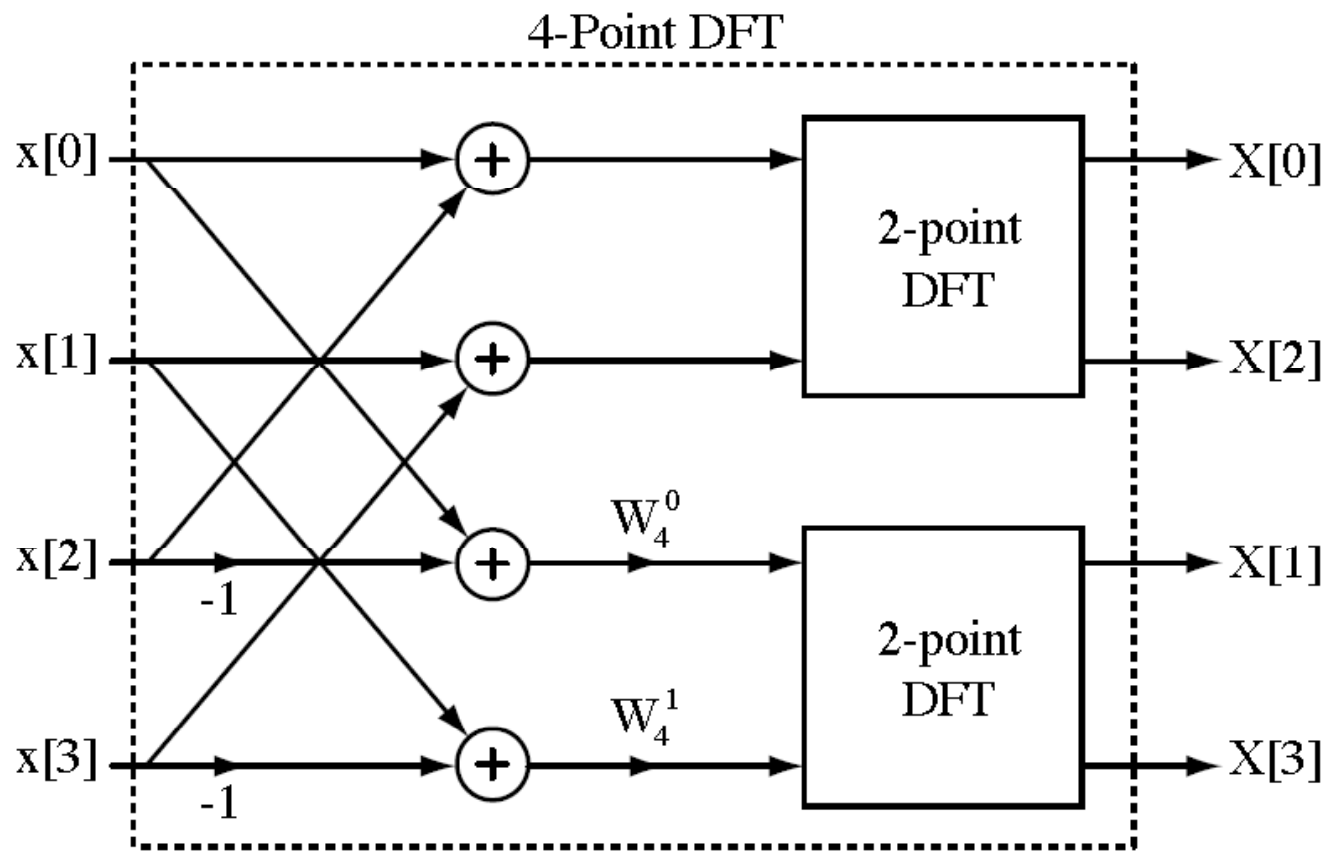 4-Point DFT
x[0]
+
X[0]
2-point
DFT
x[1]
+
X[2]
W₄⁰
x[2]
-1
+
X[1]
2-point
DFT
W₄¹
x[3]
-1
+
X[3]